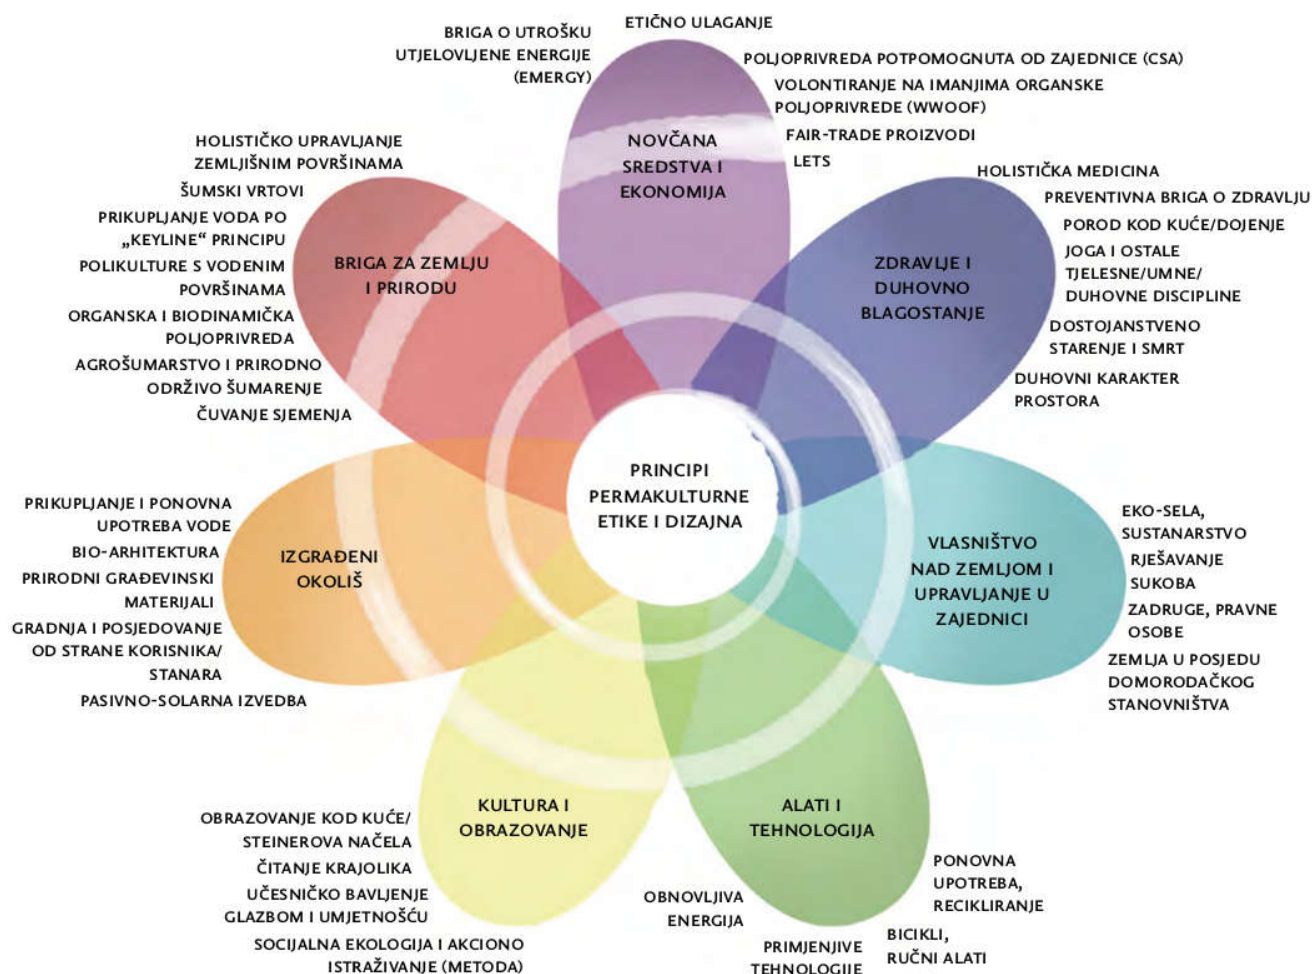 ETIČNO ULAGANJE
BRIGA O UTROŠKU
UTJELOVLJENE ENERGIJE
(EMERGY)
POLJOPRIVREDA POTPOMOGNUTA OD ZAJEDNICE (CSA)
VOLONTIRANJE NA IMANJIMA ORGANSKE
POLJOPRIVREDE (WWOOF)
FAIR-TRADE PROIZVODI
LETS
NOVČANA
SREDSTVA I
EKONOMIJA
HOLISTIČKO UPRAVLJANJE
ZEMLJIŠNIM POVRŠINAMA
ŠUMSKI VRTOVI
PRIKUPLJANJE VODA PO
„KEYLINE“ PRINCIPU
POLIKULTURE S VODENIM
POVRŠINAMA
ORGANSKA I BIODINAMIČKA
POLJOPRIVREDA
AGROŠUMARSTVO I PRIRODNO
ODRŽIVO ŠUMARENJE
ČUVANJE SJEMENJA
BRIGA ZA ZEMLJU
I PRIRODU
HOLISTIČKA MEDICINA
PREVENTIVNA BRIGA O ZDRAVLJU
POROD KOD KUĆE/DOJENJE
JOGA I OSTALE
TJELESNE/UMNE/
DUHOVNE DISCIPLINE
DOSTOJANSTVENO
STARENJE I SMRT
DUHOVNI KARAKTER
PROSTORA
ZDRAVLJE I
DUHOVNO
BLAGOSTANJE
PRINCIPI
PERMAKULTURNE
ETIKE I DIZAJNA
PRIKUPLJANJE I PONOVNA
UPOTREBA VODE
BIO-ARHITEKTURA
PRIRODNI GRAĐEVINSKI
MATERIJALI
GRADNJA I POSJEDOVANJE
OD STRANE KORISNIKA/
STANARA
PASIVNO-SOLARNA IZVEDBA
IZGRAĐENI
OKOLIŠ
VLASNIŠTVO
NAD ZEMLJOM I
UPRAVLJANJE U
ZAJEDNICI
EKO-SELA,
SUSTANARSTVO
RJEŠAVANJE
SUKOBA
ZADRUGE, PRAVNE
OSOBE
ZEMLJA U POSJEDU
DOMORODAČKOG
STANOVNIŠTVA
KULTURA I
OBRAZOVANJE
OBRAZOVANJE KOD KUĆE/
STEINEROVA NAČELA
ČITANJE KRAJOLIKA
UČESNIČKO BAVLJENJE
GLAZBOM I UMJETNOŠĆU
SOCIJALNA EKOLOGIJA I AKCIONO
ISTRAŽIVANJE (METODA)
ALATI I
TEHNOLOGIJA
OBNOVLJIVA
ENERGIJA
PRIMJENJIVE
TEHNOLOGIJE
BICIKLI,
RUČNI ALATI
PONOVNA
UPOTREBA,
RECIKLIRANJE